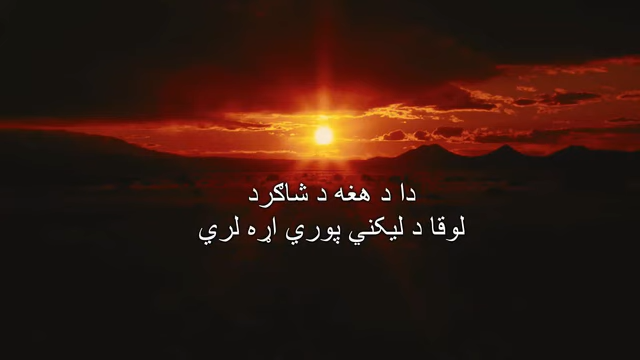 دا د هغه د شاګرد
لوقا د ليکني پوري اړه لري